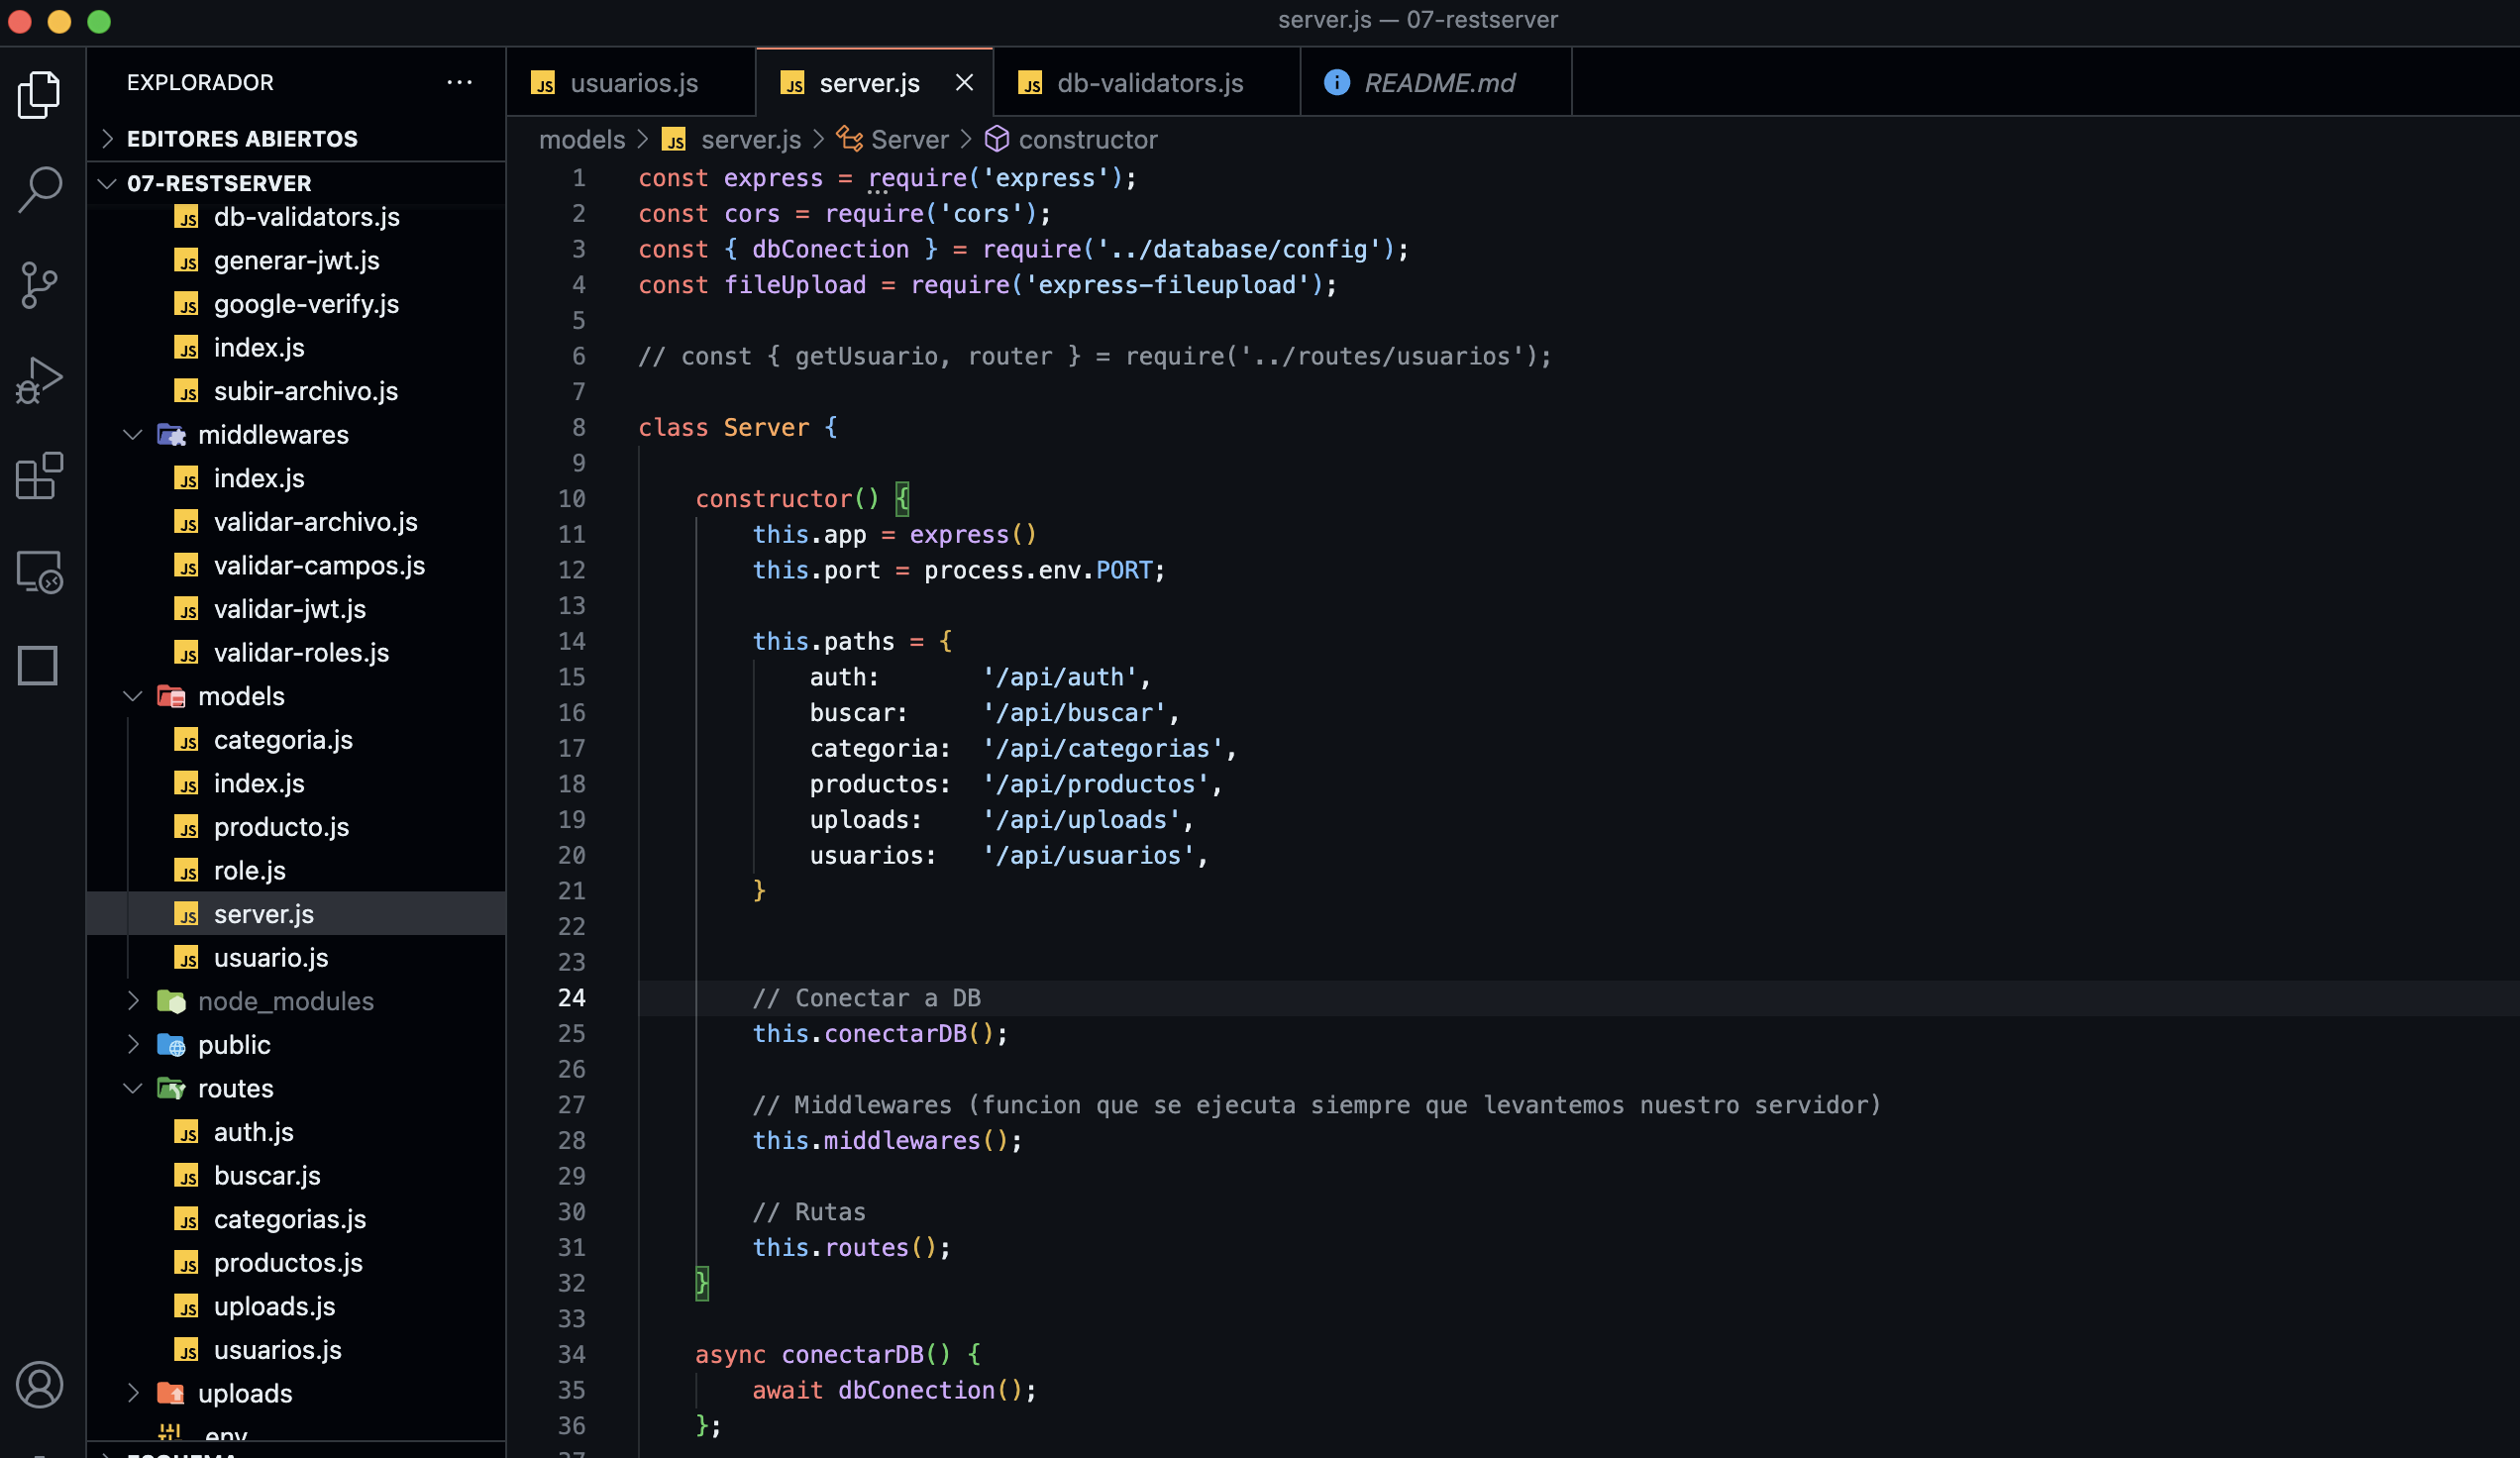 server.js — 07-restserver
EXPLORADOR
EDITORES ABIERTOS
07-RESTSERVER
db-validators.js
generar-jwt.js
google-verify.js
index.js
subir-archivo.js
middlewares
index.js
validar-archivo.js
validar-campos.js
validar-jwt.js
validar-roles.js
models
categoria.js
index.js
producto.js
role.js
server.js
usuario.js
node_modules
public
routes
auth.js
buscar.js
categorias.js
productos.js
uploads.js
usuarios.js
uploads
.env
ESQUEMA
usuarios.js server.js db-validators.js README.md
models > server.js > Server > constructor
1 const express = require('express');
2 const cors = require('cors');
3 const { dbConection } = require('../database/config');
4 const fileUpload = require('express-fileupload');
5
6 // const { getUsuario, router } = require('../routes/usuarios');
7
8 class Server {
9
10 constructor() {
11 this.app = express()
12 this.port = process.env.PORT;
13
14 this.paths = {
15 auth: '/api/auth',
16 buscar: '/api/buscar',
17 categoria: '/api/categorias',
18 productos: '/api/productos',
19 uploads: '/api/uploads',
20 usuarios: '/api/usuarios',
21 }
22
23
24 // Conectar a DB
25 this.conectarDB();
26
27 // Middlewares (funcion que se ejecuta siempre que levantemos nuestro servidor)
28 this.middlewares();
29
30 // Rutas
31 this.routes();
32 }
33
34 async conectarDB() {
35 await dbConection();
36 };
37